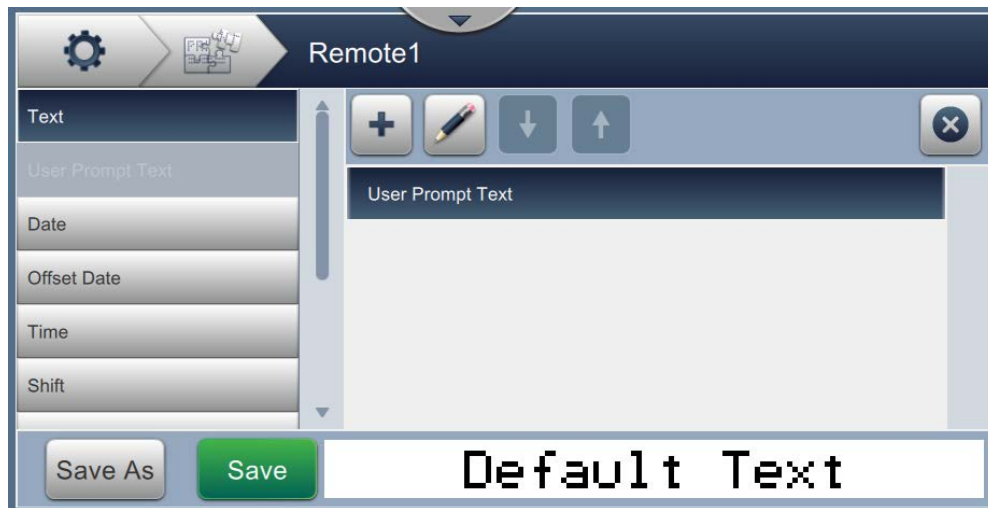 Remote1
Text
User Prompt Text
Date
Offset Date
Time
Shift
User Prompt Text
Save As
Save
Default Text